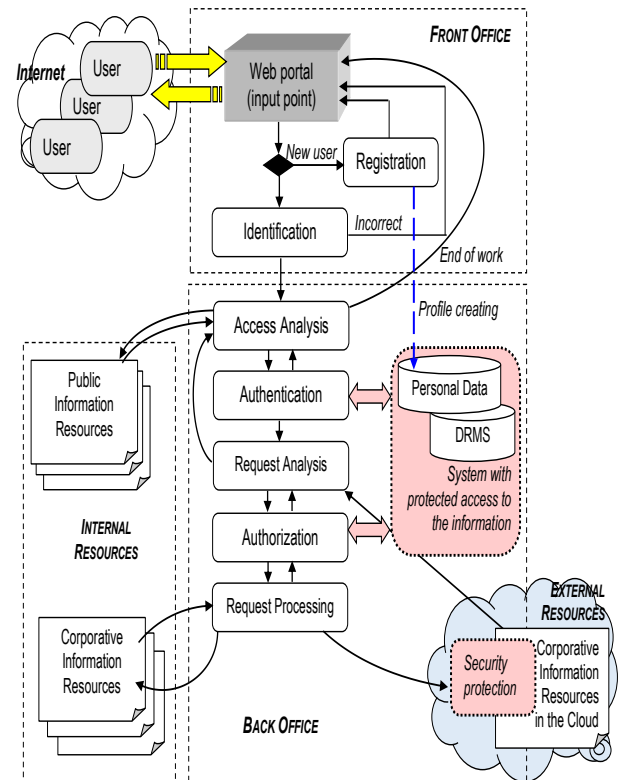 FRONT OFFICE
Internet
User
User
User
Web portal
(input point)
New user
Registration
Identification
Incorrect
End of work
Profile creating
Access Analysis
Authentication
Request Analysis
Authorization
Request Processing
Public
Information
Resources
INTERNAL
RESOURCES
Corporative
Information
Resources
Personal Data
DRMS
System with
protected access to
the information
EXTERNAL
RESOURCES
Security
protection
Corporative
Information
Resources
in the Cloud
BACK OFFICE